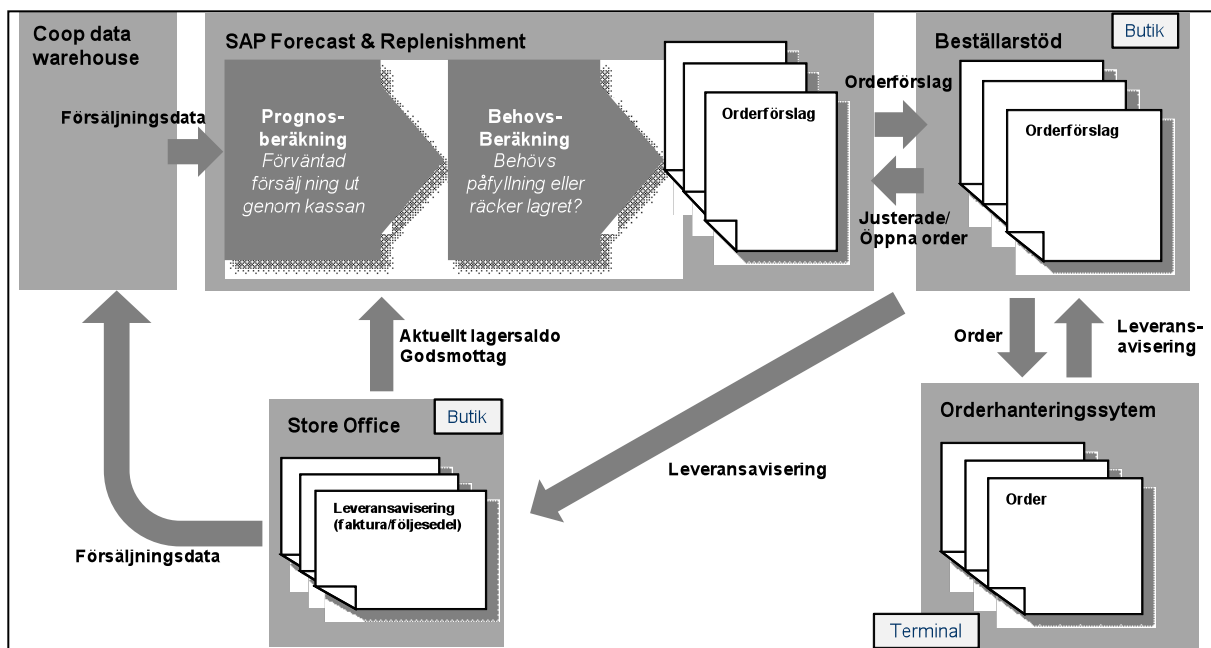 Coop data
warehouse
SAP Forecast & Replenishment
Beställarstöd
Butik
Försäljningsdata
Prognos-
beräkning
Förväntad
försäljning ut
genom kassan
Behovs-
Beräkning
Behövs
påfyllning eller
räcker lagret?
Orderförslag
Orderförslag
Orderförslag
Justerade/
Öppna order
Aktuellt lagersaldo
Godsmottag
Order
Leverans-
avisering
Store Office
Butik
Leveransavisering
(faktura/följesedel)
Försäljningsdata
Leveransavisering
Orderhanteringssytem
Order
Terminal